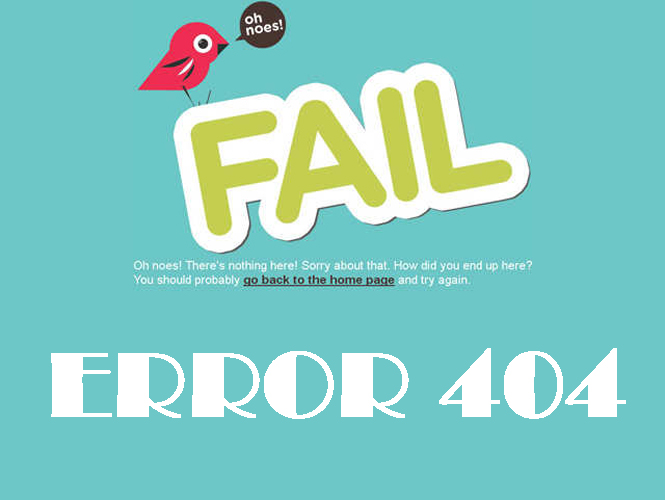 oh
noes!
FAIL
Oh noes! There's nothing here! Sorry about that. How did you end up here?
You should probably go back to the home page and try again.
ERROR 404